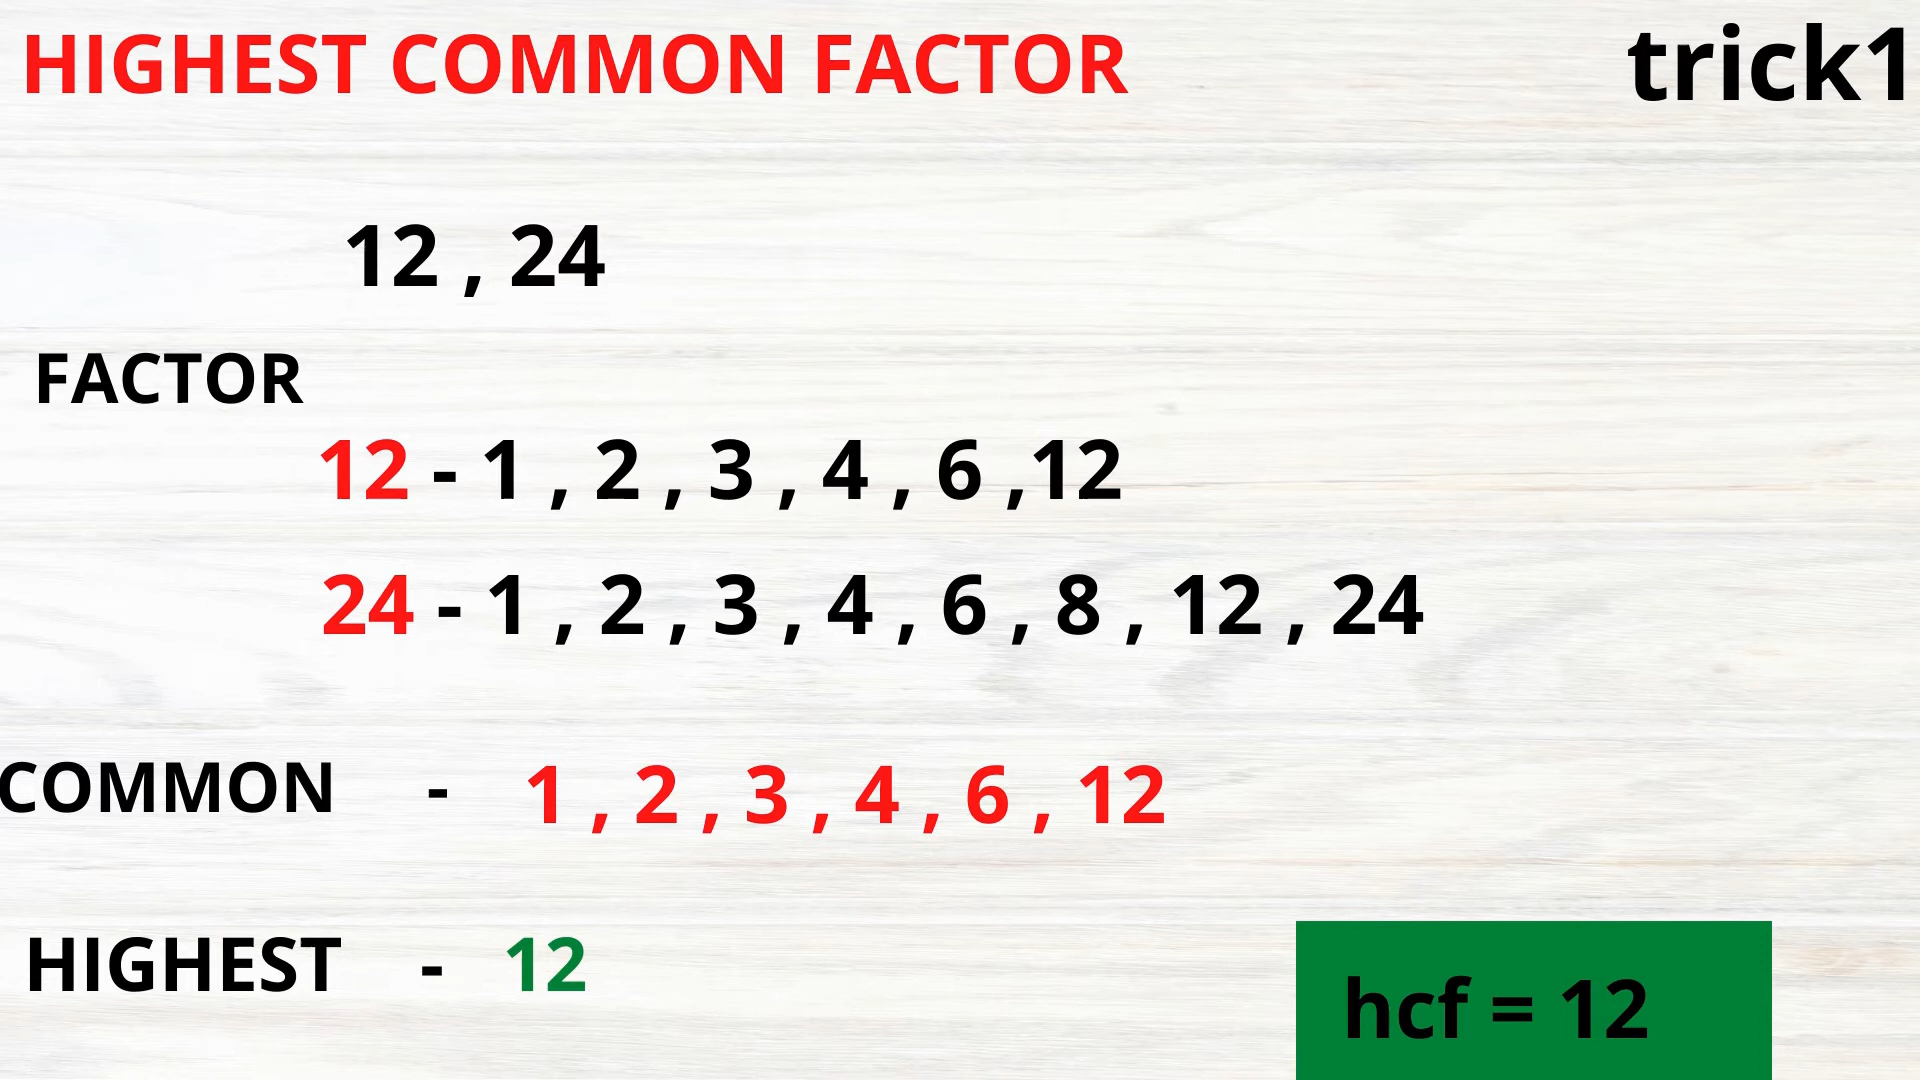 HIGHEST COMMON FACTOR
trick1
12 , 24
FACTOR
12 - 1 , 2 , 3 , 4 , 6 ,12
24 - 1 , 2 , 3 , 4 , 6 , 8 , 12 , 24
COMMON - 1 , 2 , 3 , 4 , 6 , 12
HIGHEST - 12
hcf = 12